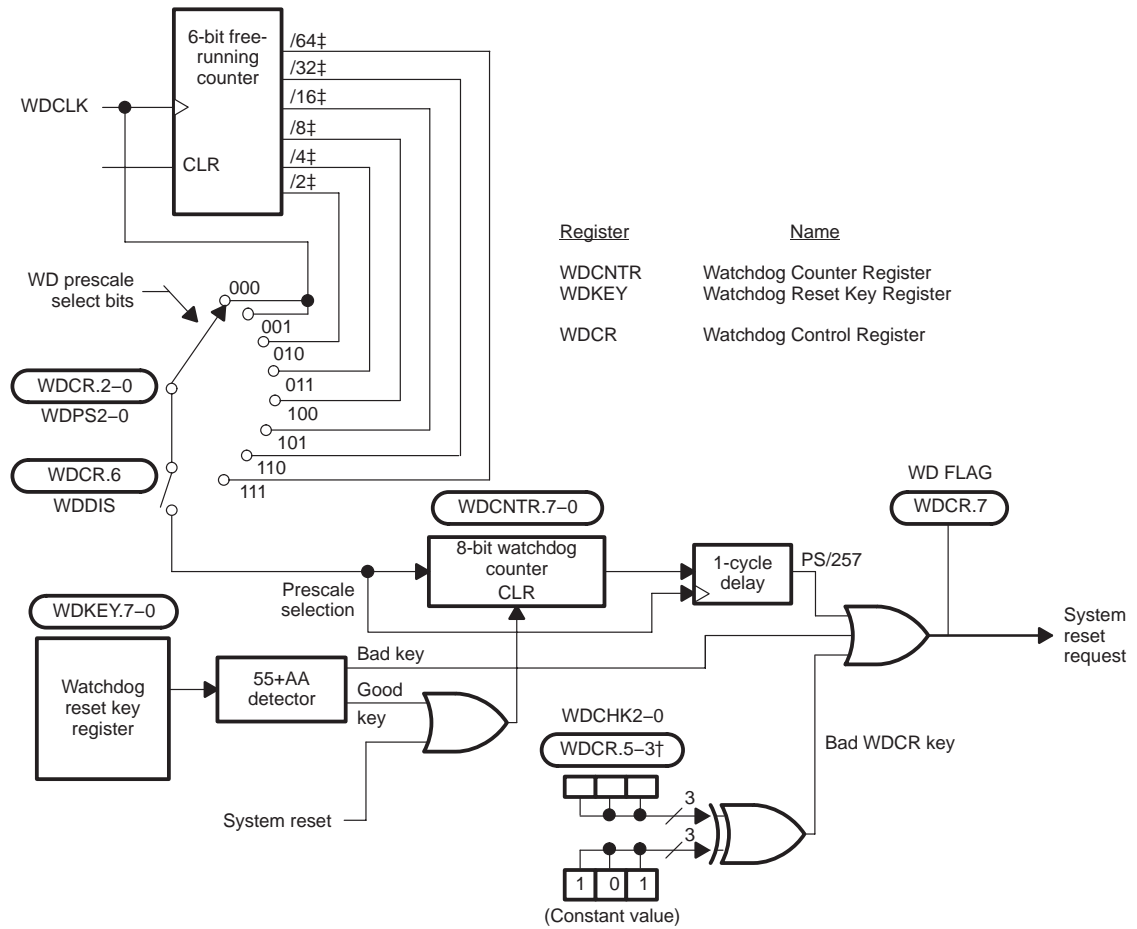 6-bit free-
running
counter
/64‡
/32‡
/16‡
/8‡
/4‡
/2‡
WDCLK
CLR
Register Name
WDCNTR Watchdog Counter Register
WDKEY Watchdog Reset Key Register
WDCR Watchdog Control Register
WD prescale
select bits
000
001
010
011
100
101
110
111
WDCR.2–0
WDPS2–0
WDCR.6
WDDIS
WDCNTR.7–0
8-bit watchdog
counter
CLR
Prescale
selection
1-cycle
delay
PS/257
WD FLAG
WDCR.7
System
reset
request
WDKEY.7–0
Watchdog
reset key
register
55+AA
detector
Bad key
Good
key
System reset
WDCHK2–0
WDCR.5–3†
3
3
Bad WDCR key
1 0 1
(Constant value)